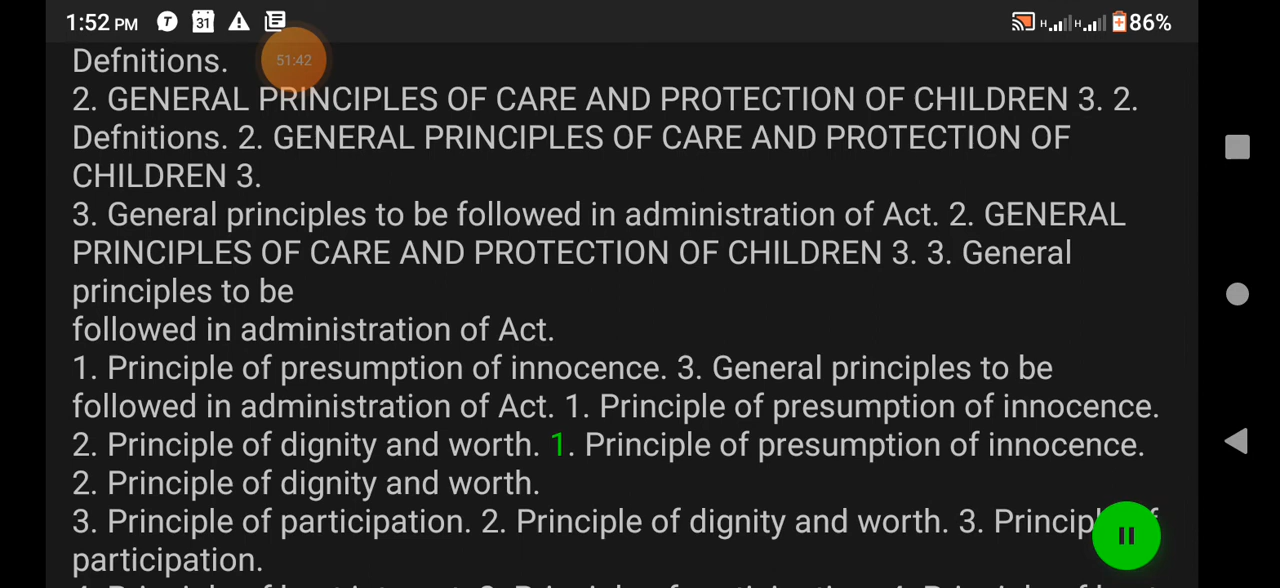 1:52 PM T 31 H H 86%
Defnitions.
51:42
2. GENERAL PRINCIPLES OF CARE AND PROTECTION OF CHILDREN 3. 2.
Defnitions. 2. GENERAL PRINCIPLES OF CARE AND PROTECTION OF
CHILDREN 3.
3. General principles to be followed in administration of Act. 2. GENERAL
PRINCIPLES OF CARE AND PROTECTION OF CHILDREN 3. 3. General
principles to be
followed in administration of Act.
1. Principle of presumption of innocence. 3. General principles to be
followed in administration of Act. 1. Principle of presumption of innocence.
2. Principle of dignity and worth. 1. Principle of presumption of innocence.
2. Principle of dignity and worth.
3. Principle of participation. 2. Principle of dignity and worth. 3.
participation.